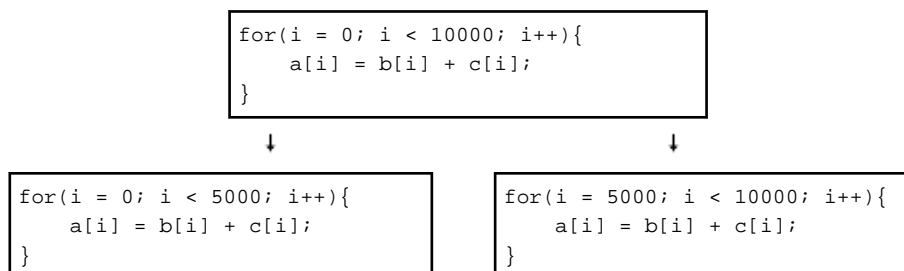 for(i = 0; i < 10000; i++){
    a[i] = b[i] + c[i];
}
for(i = 0; i < 5000; i++){
    a[i] = b[i] + c[i];
}
for(i = 5000; i < 10000; i++){
    a[i] = b[i] + c[i];
}